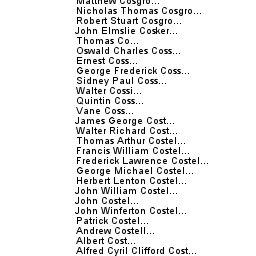 Matthew Cosgro...
Nicholas Thomas Cosgro...
Robert Stuart Cosgro...
John Elmslie Cosker...
Thomas Co...
Oswald Charles Coss...
Ernest Coss...
George Frederick Coss...
Sidney Paul Coss...
Walter Cossi...
Quintin Coss...
Vane Coss...
James George Cost...
Walter Richard Cost...
Thomas Arthur Costel...
Francis William Costel...
Frederick Lawrence Costel...
George Michael Costel...
Herbert Lenton Costel...
John William Costel...
John Costel...
John Winferton Costel...
Patrick Costel...
Andrew Costell...
Albert Cost...
Alfred Cyril Clifford Cost...